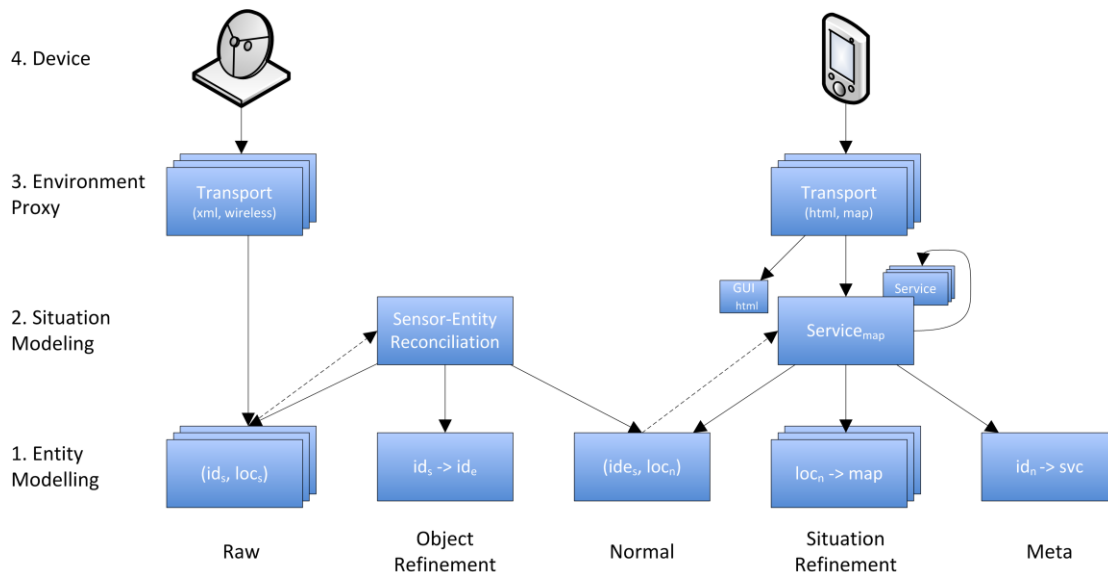 4. Device
3. Environment
Proxy
Transport
(xml, wireless)
Transport
(html, map)
GUI
html
Service
2. Situation
Modeling
Sensor-Entity
Reconciliation
Serviceₘₐₚ
1. Entity
Modelling
(idₛ, locₛ)
idₛ -> idₑ
(ideₛ, locₙ)
locₙ -> map
idₙ -> svc
Raw
Object
Refinement
Normal
Situation
Refinement
Meta